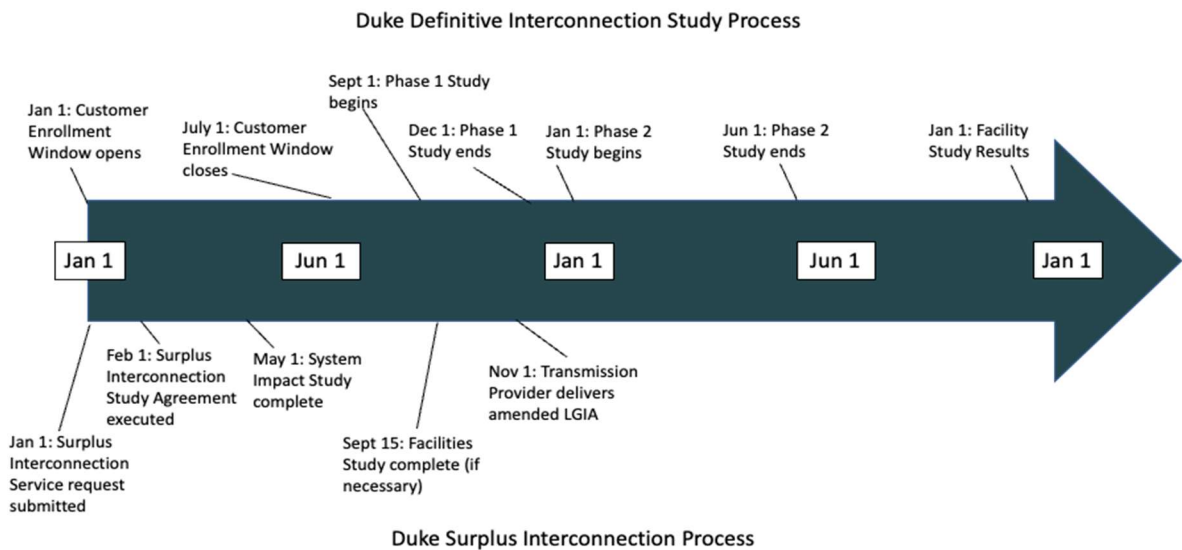 Duke Definitive Interconnection Study Process
Jan 1: Customer
Enrollment
Window opens
July 1: Customer
Enrollment Window
closes
Sept 1: Phase 1 Study
begins
Dec 1: Phase 1
Study ends
Jan 1: Phase 2
Study begins
Jun 1: Phase 2
Study ends
Jan 1: Facility
Study Results
Jan 1
Jun 1
Jan 1
Jun 1
Jan 1
Jan 1: Surplus
Interconnection
Service request
submitted
Feb 1: Surplus
Interconnection
Study Agreement
executed
May 1: System
Impact Study
complete
Sept 15: Facilities
Study complete (if
necessary)
Nov 1: Transmission
Provider delivers
amended LGIA
Duke Surplus Interconnection Process